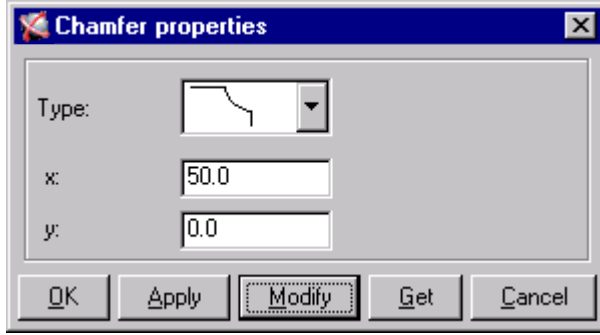 Chamfer properties
Type:
x: 50.0
y: 0.0
OK Apply Modify Get Cancel